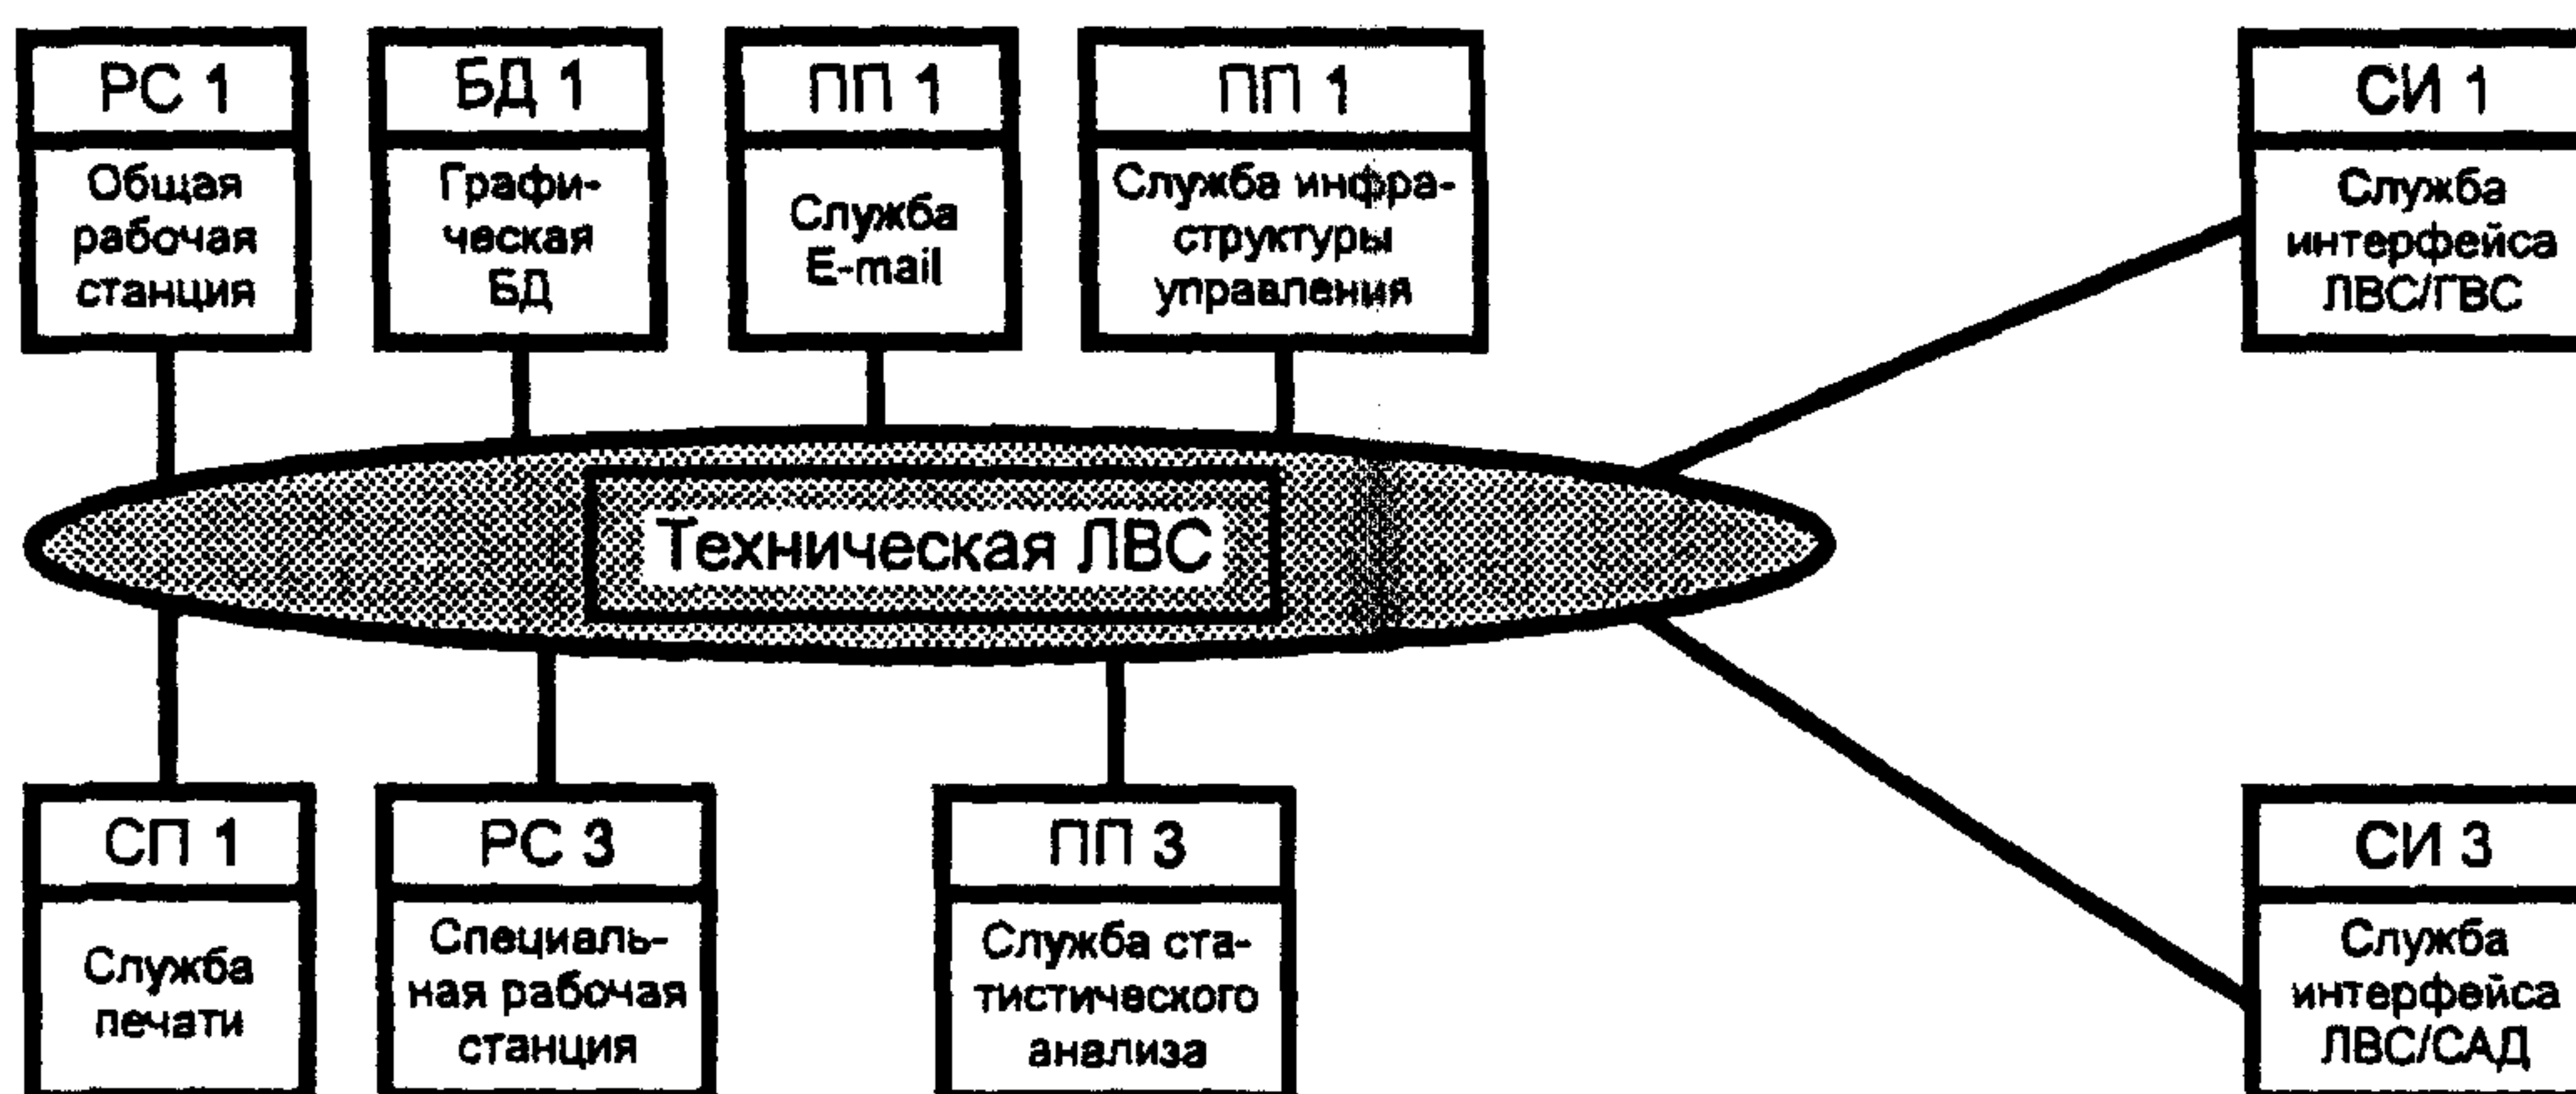 РС 1
Общая
рабочая
станция
БД 1
Графи-
ческая
БД
ПП 1
Служба
E-mail
ПП 1
Служба инфра-
структуры
управления
СИ 1
Служба
интерфейса
ЛВС/ГВС
Техническая ЛВС
СП 1
Служба
печати
РС 3
Специаль-
ная рабочая
станция
ПП 3
Служба ста-
тистического
анализа
СИ 3
Служба
интерфейса
ЛВС/САД